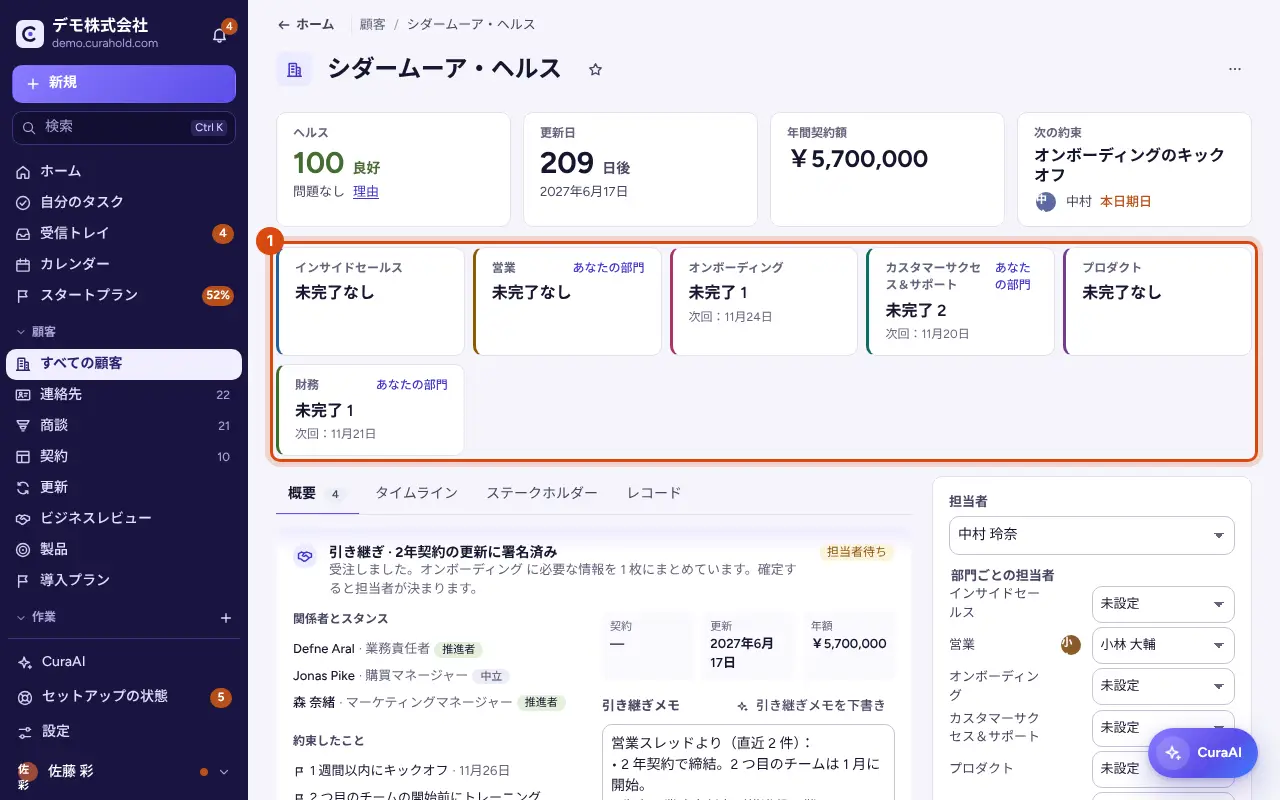 デモ株式会社
demo.curahold.com
4
新規
検索
Ctrl K
ホーム
自分のタスク
受信トレイ 4
カレンダー
スタートプラン 52%
顧客
すべての顧客
連絡先 22
商談 21
契約 10
更新
ビジネスレビュー
製品
導入プラン
作業
CuraAI
セットアップの状態 5
設定
佐藤 彩
← ホーム 顧客 / シダームーア・ヘルス
シダームーア・ヘルス
ヘルス
100 良好
問題なし 理由
更新日
209 日後
2027年6月17日
年間契約額
￥5,700,000
次の約束
オンボーディングのキック
オフ
中村 本日期日
1
インサイドセールス
未完了なし
営業 あなたの部門
未完了なし
オンボーディング
未完了 1
次回：11月24日
カスタマーサクセ
ス＆サポート
あなた
の部門
未完了 2
次回：11月20日
プロダクト
未完了なし
財務 あなたの部門
未完了 1
次回：11月21日
概要 4 タイムライン ステークホルダー レコード
引き継ぎ · 2年契約の更新に署名済み
担当者待ち
受注しました。オンボーディング に必要な情報を 1 枚にまとめています。確定す
ると担当者が決まります。
関係者とスタンス
Defne Aral · 業務責任者 推進者
Jonas Pike · 購買マネージャー 中立
森 奈緒 · マーケティングマネージャー 推進者
約束したこと
1 週間以内にキックオフ · 11月26日
2 つ目のチームの開始前にトレーニング
契約
—
更新
2027年6月
17日
年額
￥5,700,000
引き継ぎメモ
引き継ぎメモを下書き
営業スレッドより（直近 2 件）：
• 2 年契約で締結。2 つ目のチームは 1 月に
開始。
担当者
中村 玲奈
部門ごとの担当者
インサイドセー
ルス
未設定
営業
小林 大輔
オンボーディン
グ
未設定
カスタマーサク
セス＆サポート
未設定
プロダクト
未設定
CuraAI